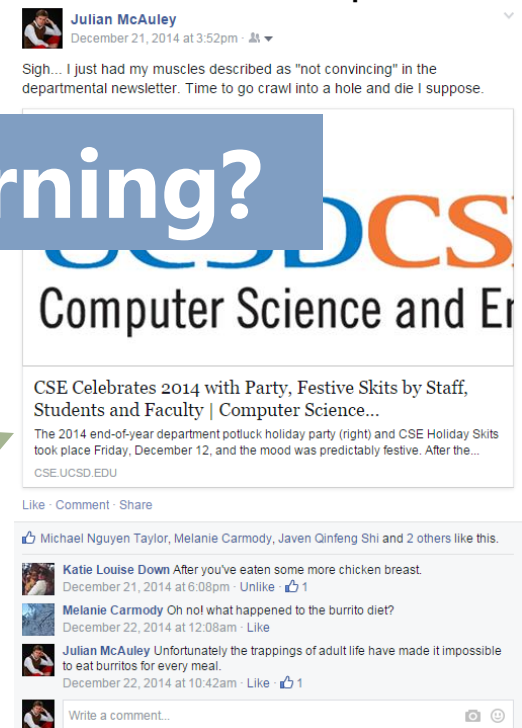 Julian McAuley
December 21, 2014 at 3:52pm ·
Sigh... I just had my muscles described as "not convincing" in the
departmental newsletter. Time to go crawl into a hole and die I suppose.
rning?
UCSDCS
Computer Science and En
CSE Celebrates 2014 with Party, Festive Skits by Staff,
Students and Faculty | Computer Science...
The 2014 end-of-year department potluck holiday party (right) and CSE Holiday Skits
took place Friday, December 12, and the mood was predictably festive. After the...
CSE.UCSD.EDU
Like · Comment · Share
Michael Nguyen Taylor, Melanie Carmody, Javen Qinfeng Shi and 2 others like this.
Katie Louise Down After you've eaten some more chicken breast.
December 21, 2014 at 6:08pm · Unlike · 1
Melanie Carmody Oh no! what happened to the burrito diet?
December 22, 2014 at 12:08am · Like
Julian McAuley Unfortunately the trappings of adult life have made it impossible
to eat burritos for every meal.
December 22, 2014 at 10:42am · Like · 1
Write a comment...